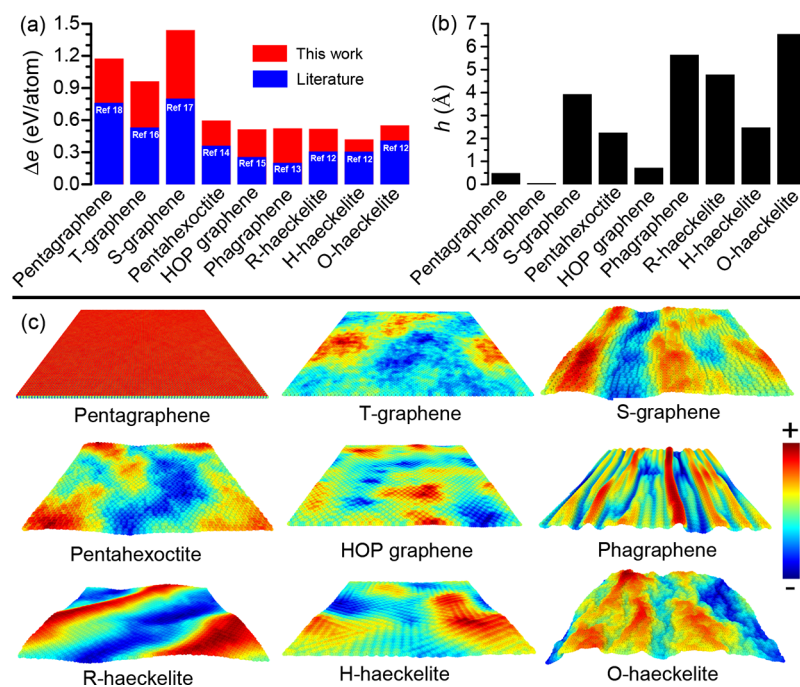 (a)
Δe (eV/atom)
1.5
1.2
0.9
0.6
0.3
0.0
This work
Literature
Ref 18
Ref 16
Ref 17
Ref 14
Ref 15
Ref 13
Ref 12
Ref 12
Ref 12
Pentagraphene
T-graphene
S-graphene
Pentahexoctite
HOP graphene
Phagraphene
R-haeckelite
H-haeckelite
O-haeckelite
(b)
h (Å)
7
6
5
4
3
2
1
0
Pentagraphene
T-graphene
S-graphene
Pentahexoctite
HOP graphene
Phagraphene
R-haeckelite
H-haeckelite
O-haeckelite
(c)
Pentagraphene
T-graphene
S-graphene
Pentahexoctite
HOP graphene
Phagraphene
R-haeckelite
H-haeckelite
O-haeckelite
+
-